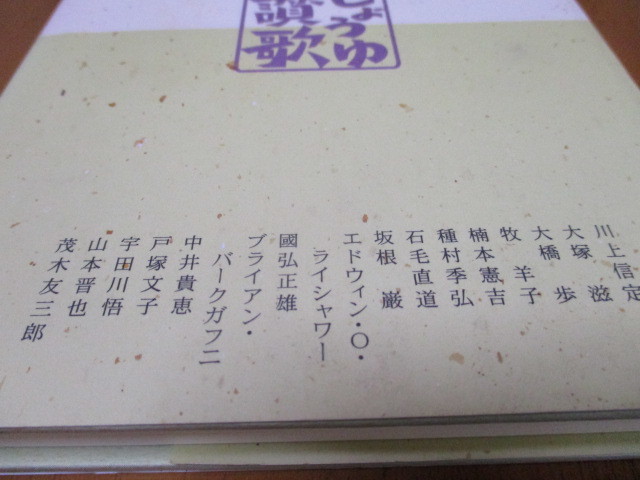 しょうゆ
讃歌
川上信定
大塚 滋
大橋 歩
牧 羊子
楠本憲吉
種村季弘
石毛直道
坂根 巌
エドウィン・O・
ライシャワー
國弘正雄
ブライアン・
バークガフニ
中井貴恵
戸塚文子
宇田川悟
山本晋也
茂木友三郎